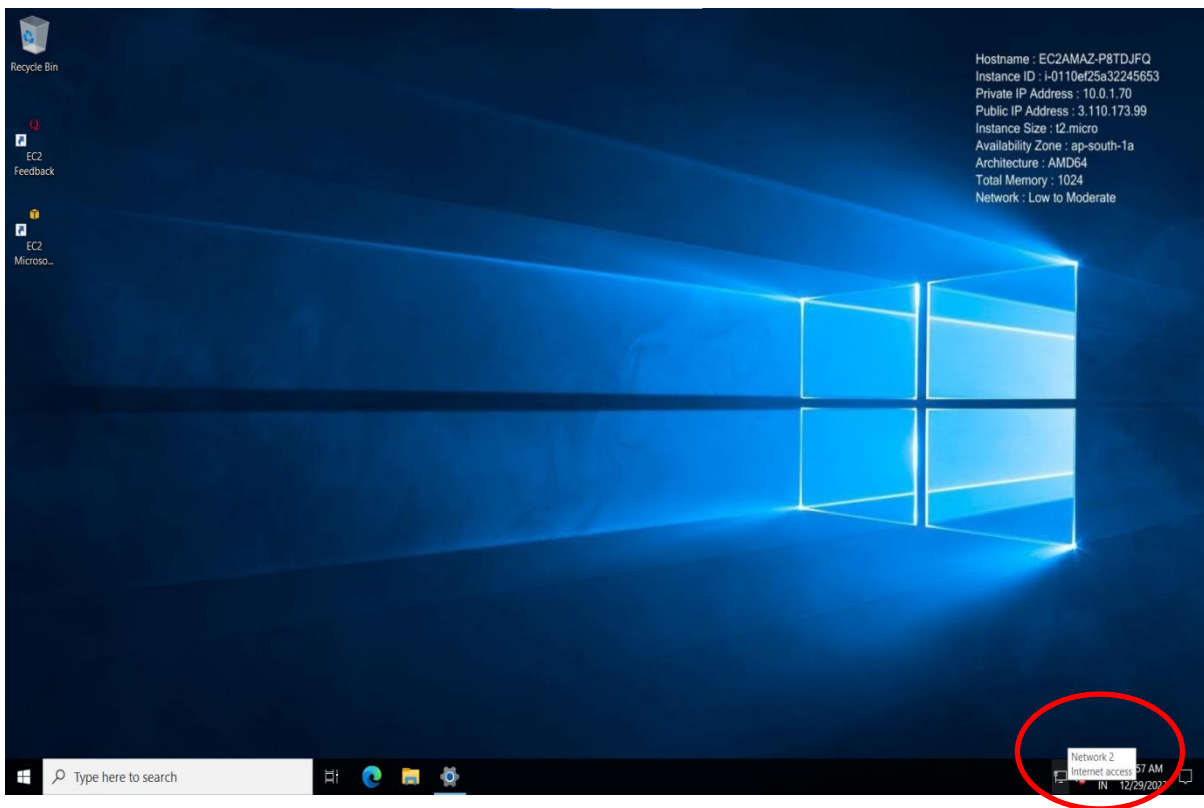 Recycle Bin
EC2
Feedback
EC2
Microso...
Hostname : EC2AMAZ-P8TDJFQ
Instance ID : i-0110ef25a32245653
Private IP Address : 10.0.1.70
Public IP Address : 3.110.173.99
Instance Size : t2.micro
Availability Zone : ap-south-1a
Architecture : AMD64
Total Memory : 1024
Network : Low to Moderate
Type here to search
Network 2
Internet access
57 AM
IN